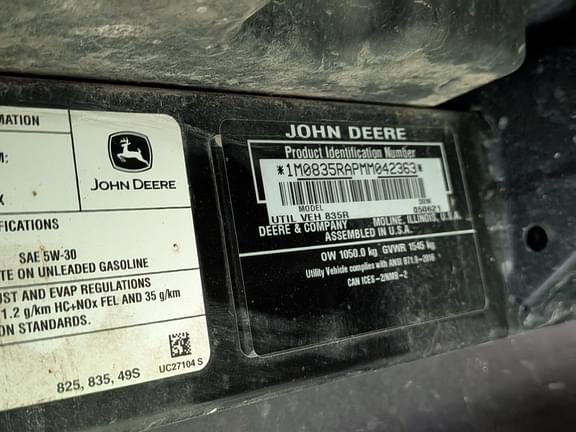 MATION
M:
X
JOHN DEERE
IFICATIONS
SAE 5W-30
TE ON UNLEADED GASOLINE
UST AND EVAP REGULATIONS
1.2 g/km HC+NOx FEL AND 35 g/km
ON STANDARDS.
UC27104 S
825, 835, 49S
JOHN DEERE
Product Identification Number
*1M0835RAPMM042363*
MODEL
UTIL VEH 835R 050621
DEERE & COMPANY MOLINE, ILLINOIS, U.S.A.
ASSEMBLED IN U.S.A.
OW 1050.0 kg GVWR 1545 kg
Utility Vehicle complies with ANSI B71.9-2016
CAN ICES-2/NMB-2